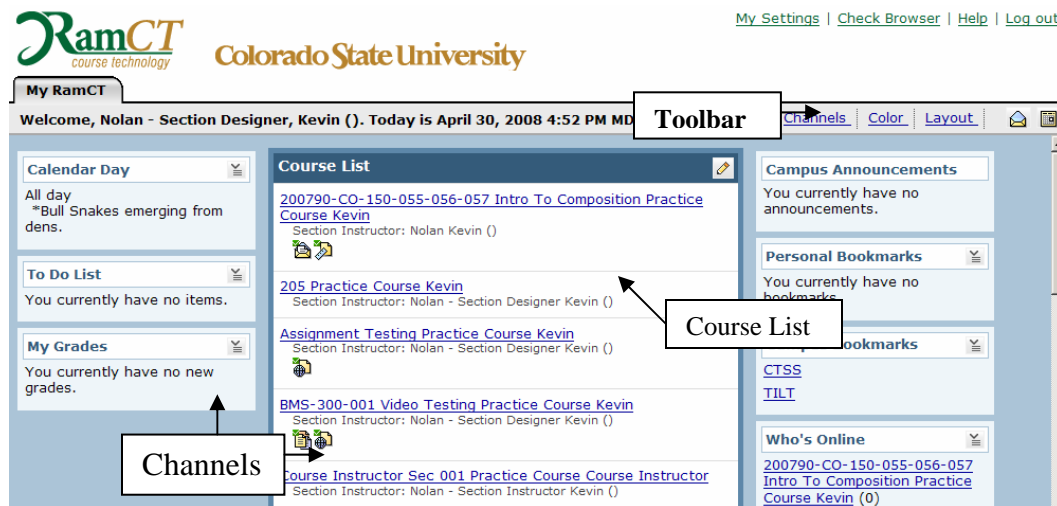 RamCT
course technology
Colorado State University
My Settings | Check Browser | Help | Log out
My RamCT
Welcome, Nolan - Section Designer, Kevin (). Today is April 30, 2008 4:52 PM MD
Toolbar
Channels
Color
Layout
Calendar Day
All day
*Bull Snakes emerging from
dens.
To Do List
You currently have no items.
My Grades
You currently have no new
grades.
Channels
Course List
200790-CO-150-055-056-057 Intro To Composition Practice
Course Kevin
Section Instructor: Nolan Kevin ()
205 Practice Course Kevin
Section Instructor: Nolan - Section Designer Kevin ()
Assignment Testing Practice Course Kevin
Section Instructor: Nolan - Section Designer Kevin ()
BMS-300-001 Video Testing Practice Course Kevin
Section Instructor: Nolan - Section Designer Kevin ()
Course Instructor Sec 001 Practice Course Course Instructor
Section Instructor: Nolan - Section Instructor Kevin ()
Course List
Campus Announcements
You currently have no
announcements.
Personal Bookmarks
You currently have no
bookmarks
ookmarks
CTSS
TILT
Who's Online
200790-CO-150-055-056-057
Intro To Composition Practice
Course Kevin (0)